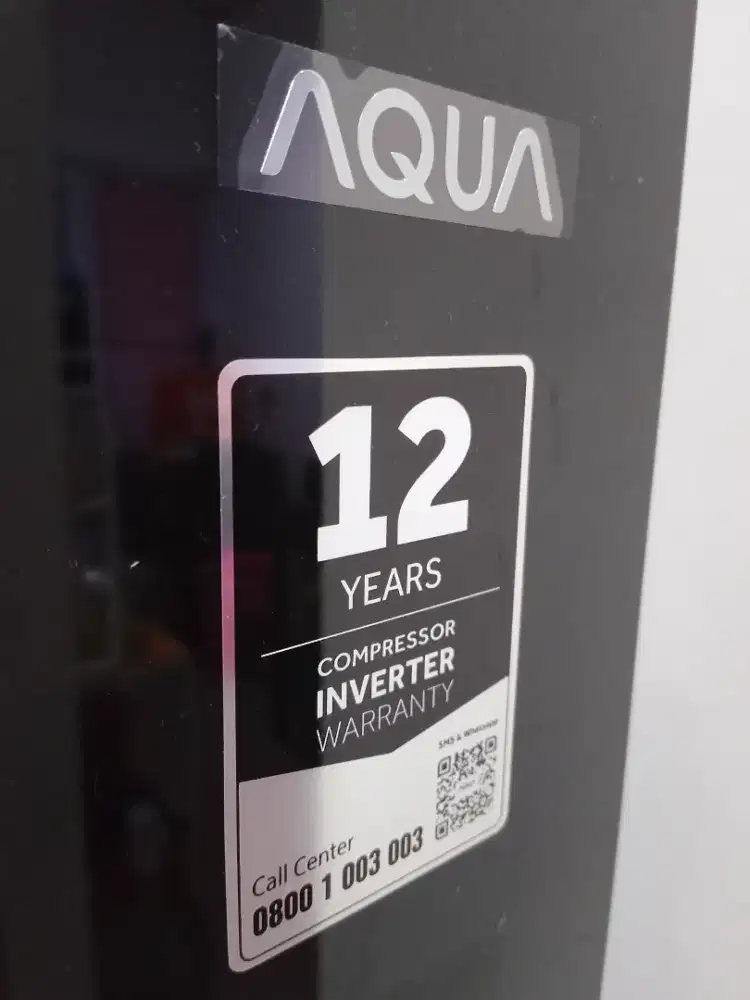 AQUA
12
YEARS
COMPRESSOR
INVERTER
WARRANTY
SMS & WhatsApp
Call Center
0800 1 003 003